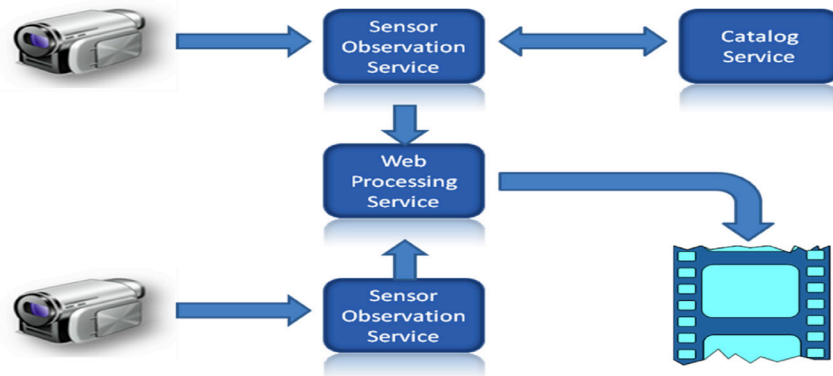 Sensor
Observation
Service
Catalog
Service
Web
Processing
Service
Sensor
Observation
Service